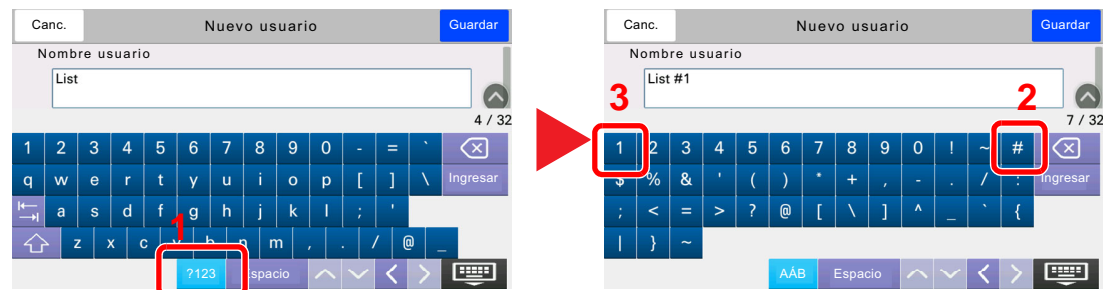 Canc. Nuevo usuario Guardar
Nombre usuario
List
4 / 32
1 2 3 4 5 6 7 8 9 0 - = `
q w e r t y u i o p [ ] \ Ingresar
a s d f g h j k l ; '
1
z x c v b n m , . / @ _
?123 Espacio
Canc. Nuevo usuario Guardar
Nombre usuario
List #1
3 2
7 / 32
1 2 3 4 5 6 7 8 9 0 ! ~ #
$ % & ' ( ) * + , - . / : Ingresar
; < = > ? @ [ \ ] ^ _ ` {
| } ~
AÁB Espacio